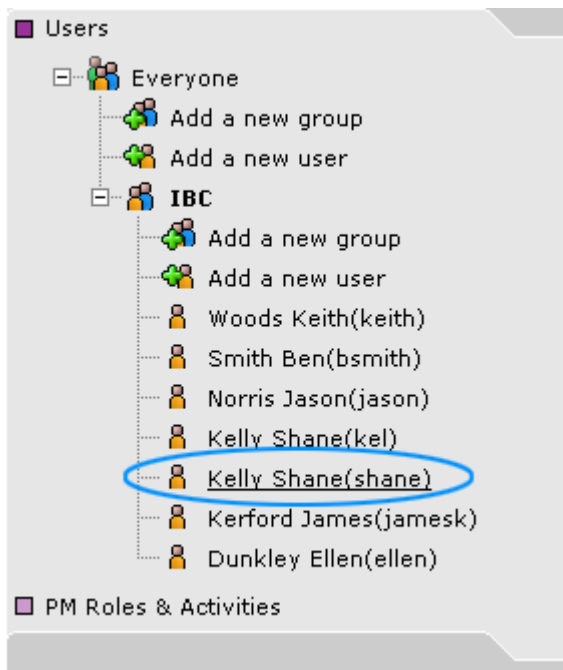 Users
Everyone
Add a new group
Add a new user
IBC
Add a new group
Add a new user
Woods Keith(keith)
Smith Ben(bsmith)
Norris Jason(jason)
Kelly Shane(kel)
Kelly Shane(shane)
Kerford James(jamesk)
Dunkley Ellen(ellen)
PM Roles & Activities